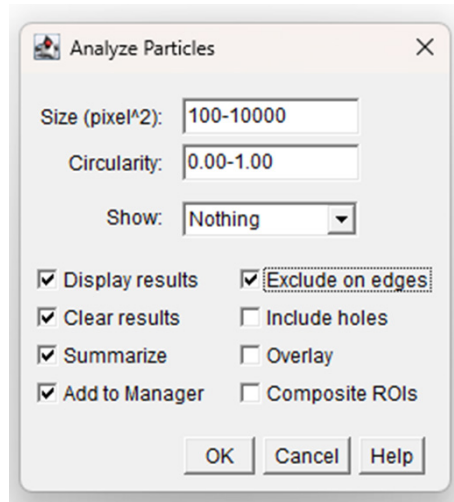 Analyze Particles
Size (pixel^2): 100-10000
Circularity: 0.00-1.00
Show: Nothing
Display results Exclude on edges
Clear results Include holes
Summarize Overlay
Add to Manager Composite ROIs
OK Cancel Help